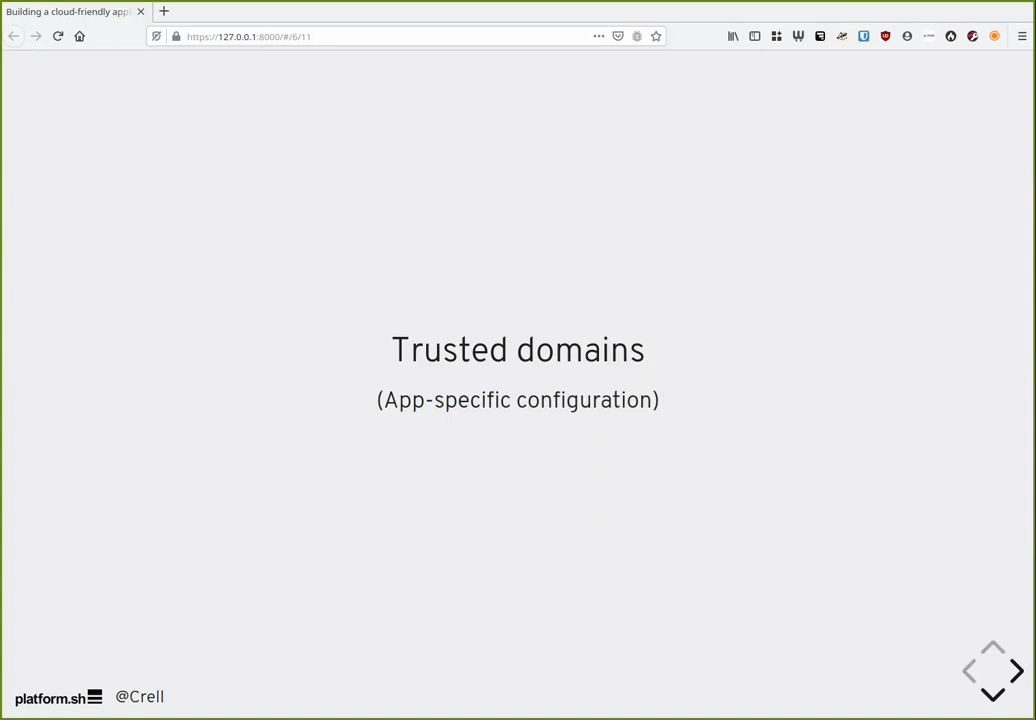 Building a cloud-friendly appl
https://127.0.0.1:8000/#/6/11
Trusted domains
(App-specific configuration)
platform.sh @Crell